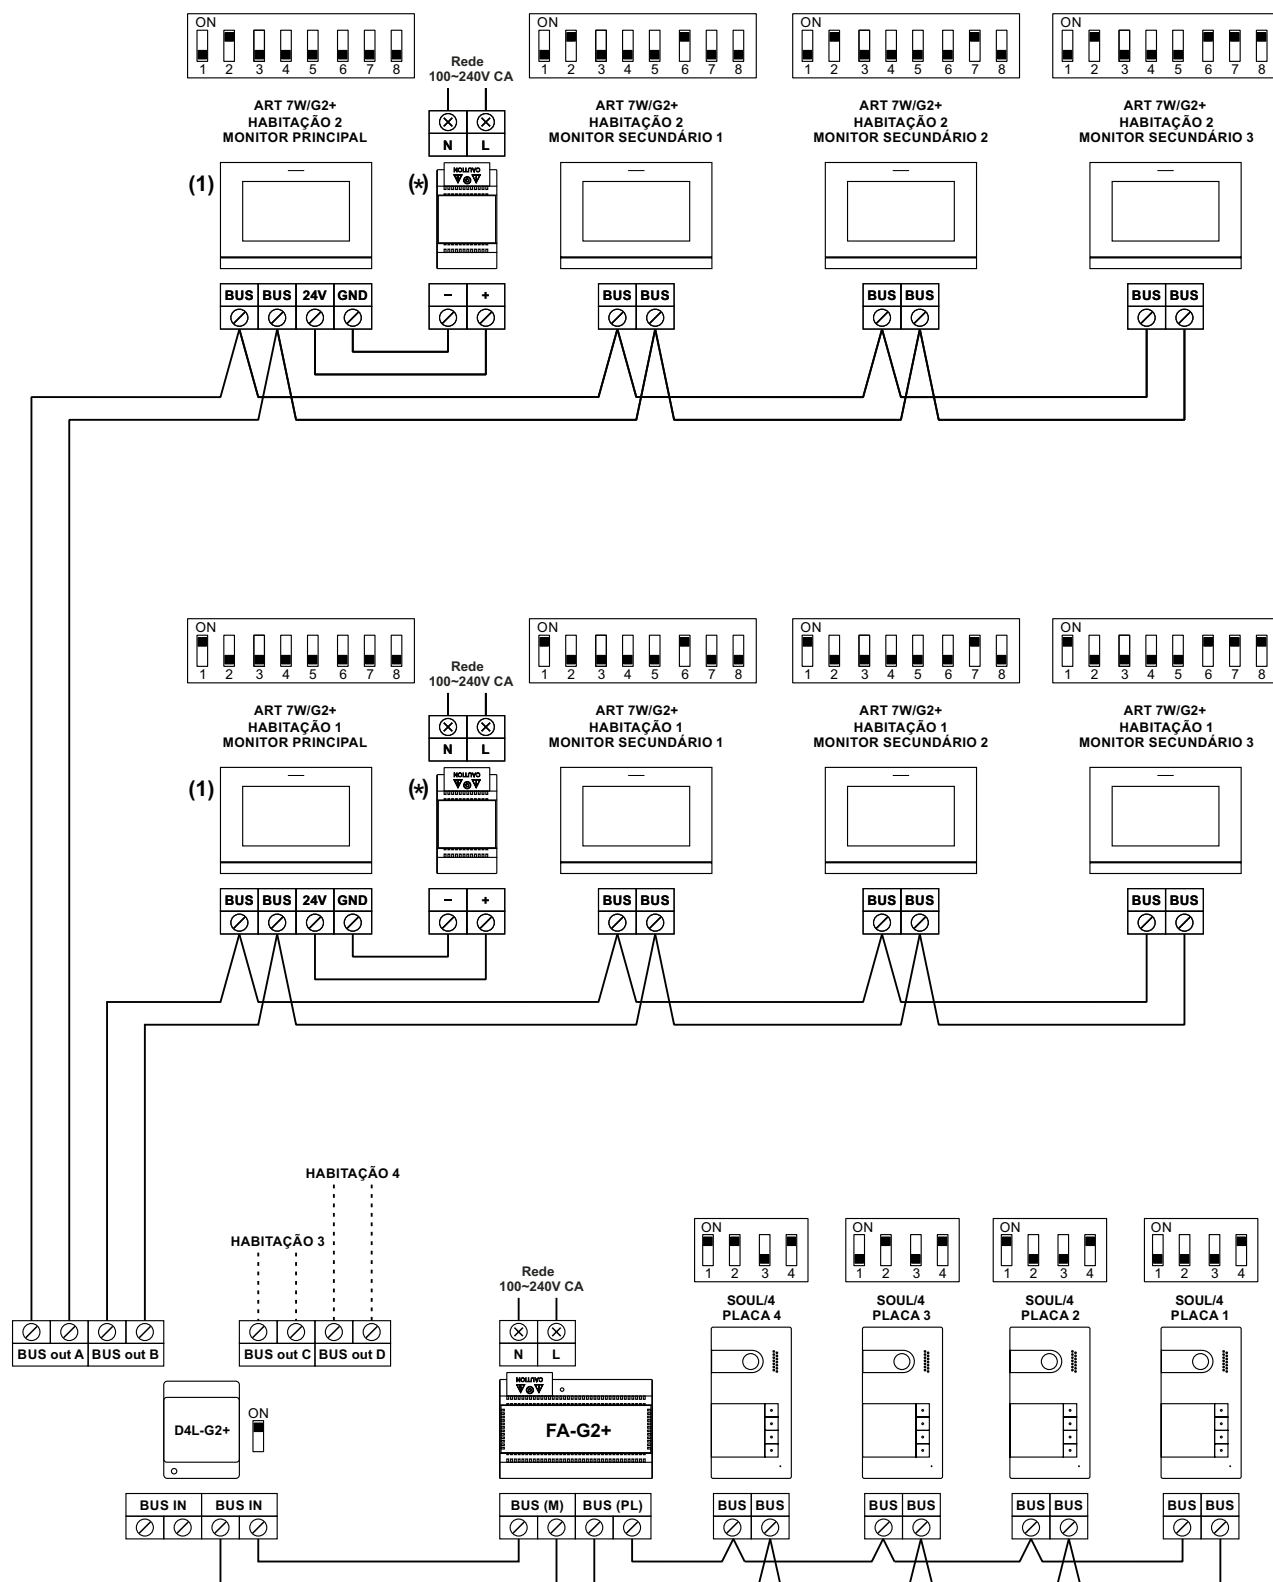 ON ON ON ON
1 2 3 4 5 6 7 8 1 2 3 4 5 6 7 8 1 2 3 4 5 6 7 8 1 2 3 4 5 6 7 8
Rede
100~240V CA
ART 7W/G2+
HABITAÇÃO 2
MONITOR PRINCIPAL
N L
ART 7W/G2+
HABITAÇÃO 2
MONITOR SECUNDÁRIO 1
ART 7W/G2+
HABITAÇÃO 2
MONITOR SECUNDÁRIO 2
ART 7W/G2+
HABITAÇÃO 2
MONITOR SECUNDÁRIO 3
(1)
(*)
CAUTION
BUS BUS 24V GND
– +
BUS BUS
BUS BUS
BUS BUS
ON ON ON ON
1 2 3 4 5 6 7 8 1 2 3 4 5 6 7 8 1 2 3 4 5 6 7 8 1 2 3 4 5 6 7 8
Rede
100~240V CA
ART 7W/G2+
HABITAÇÃO 1
MONITOR PRINCIPAL
N L
ART 7W/G2+
HABITAÇÃO 1
MONITOR SECUNDÁRIO 1
ART 7W/G2+
HABITAÇÃO 1
MONITOR SECUNDÁRIO 2
ART 7W/G2+
HABITAÇÃO 1
MONITOR SECUNDÁRIO 3
(1)
(*)
CAUTION
BUS BUS 24V GND
– +
BUS BUS
BUS BUS
BUS BUS
HABITAÇÃO 4
HABITAÇÃO 3
ON ON ON ON
1 2 3 4 1 2 3 4 1 2 3 4 1 2 3 4
Rede
100~240V CA
SOUL/4
PLACA 4
SOUL/4
PLACA 3
SOUL/4
PLACA 2
SOUL/4
PLACA 1
BUS out A BUS out B
BUS out C BUS out D
N L
CAUTION
D4L-G2+
ON
FA-G2+
BUS IN BUS IN
BUS (M) BUS (PL)
BUS BUS
BUS BUS
BUS BUS
BUS BUS